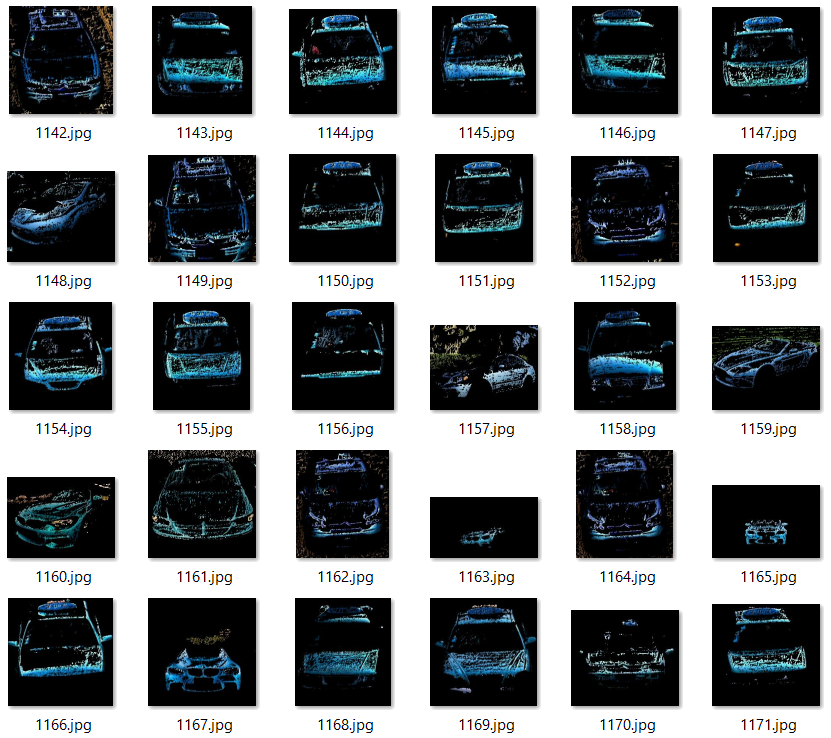 1142.jpg 1143.jpg 1144.jpg 1145.jpg 1146.jpg 1147.jpg
1148.jpg 1149.jpg 1150.jpg 1151.jpg 1152.jpg 1153.jpg
1154.jpg 1155.jpg 1156.jpg 1157.jpg 1158.jpg 1159.jpg
1160.jpg 1161.jpg 1162.jpg 1163.jpg 1164.jpg 1165.jpg
1166.jpg 1167.jpg 1168.jpg 1169.jpg 1170.jpg 1171.jpg